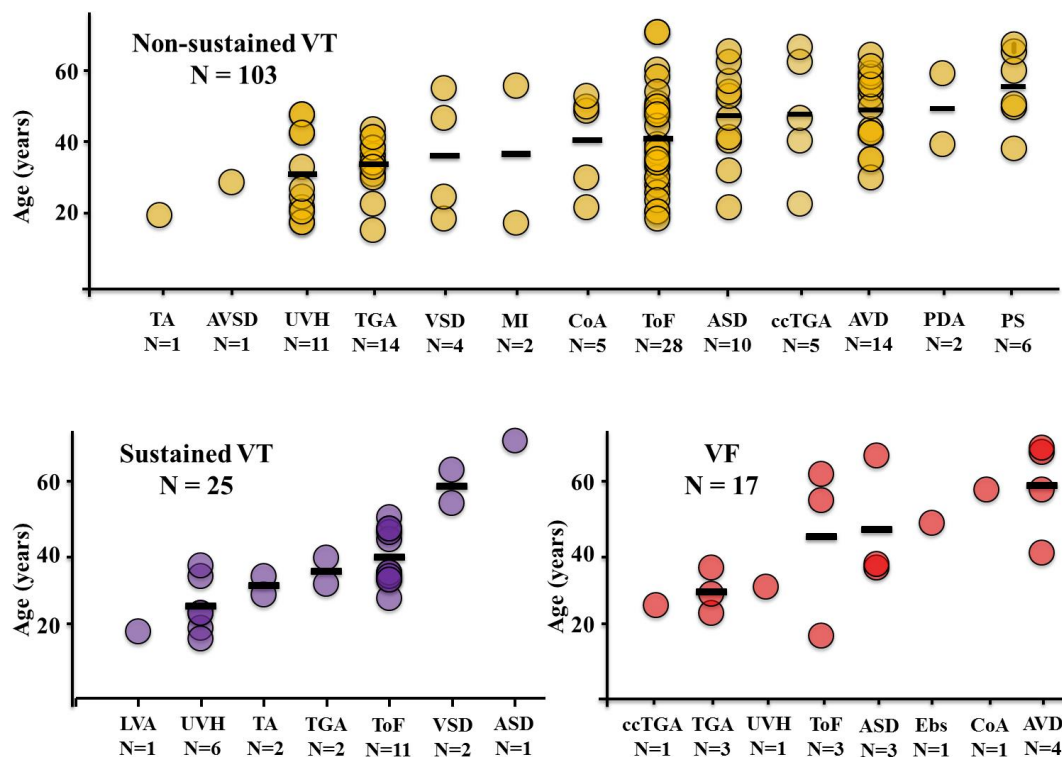 Non-sustained VT
N = 103
Age (years)
60
40
20
TA AVSD UVH TGA VSD MI CoA ToF ASD ccTGA AVD PDA PS
N=1 N=1 N=11 N=14 N=4 N=2 N=5 N=28 N=10 N=5 N=14 N=2 N=6
Sustained VT
N = 25
Age (years)
60
40
20
LVA UVH TA TGA ToF VSD ASD
N=1 N=6 N=2 N=2 N=11 N=2 N=1
VF
N = 17
Age (years)
60
40
20
ccTGA TGA UVH ToF ASD Ebs CoA AVD
N=1 N=3 N=1 N=3 N=3 N=1 N=1 N=4